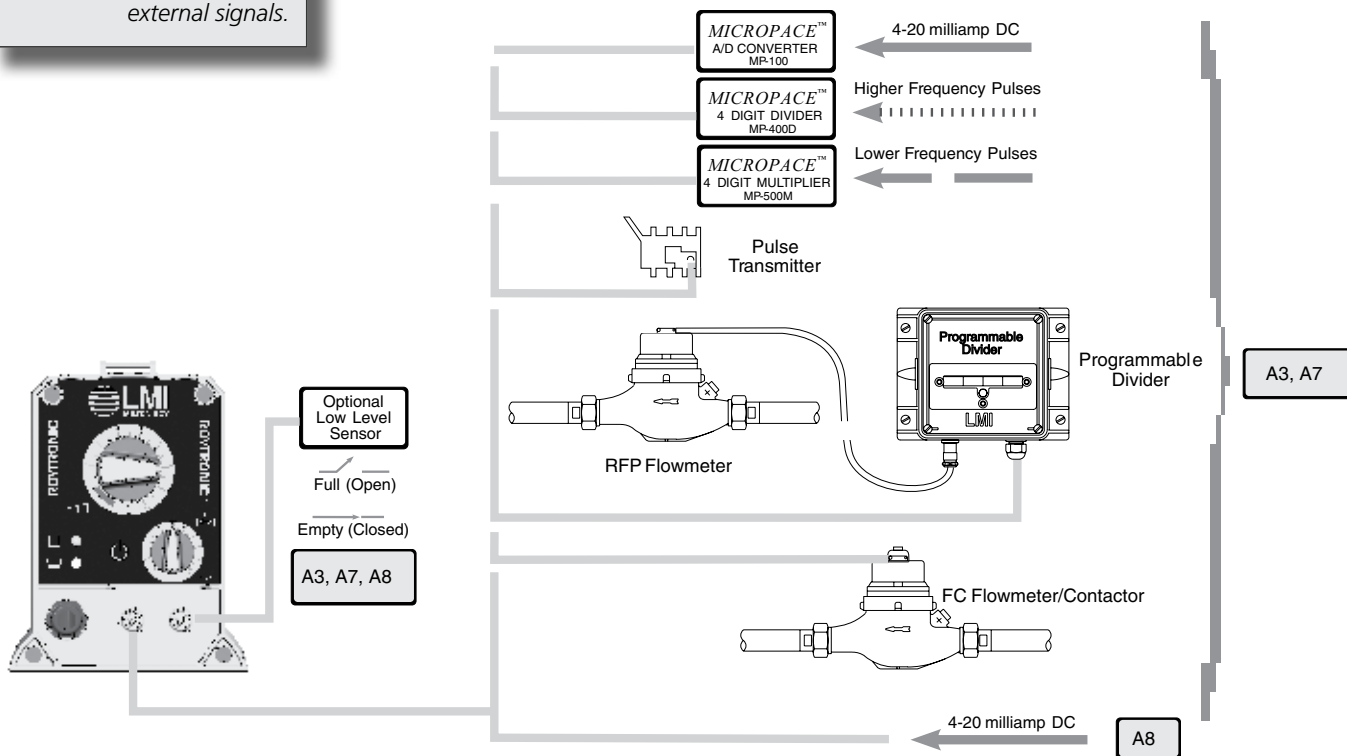 external signals.
MICROPACE™
A/D CONVERTER
MP-100
4-20 milliamp DC
MICROPACE™
4 DIGIT DIVIDER
MP-400D
Higher Frequency Pulses
MICROPACE™
4 DIGIT MULTIPLIER
MP-500M
Lower Frequency Pulses
Pulse
Transmitter
Programmable
Divider
LMI
Programmable
Divider
A3, A7
RFP Flowmeter
LMI
ROYTRONIC
ROYTRONIC
Optional
Low Level
Sensor
Full (Open)
Empty (Closed)
A3, A7, A8
FC Flowmeter/Contactor
4-20 milliamp DC
A8